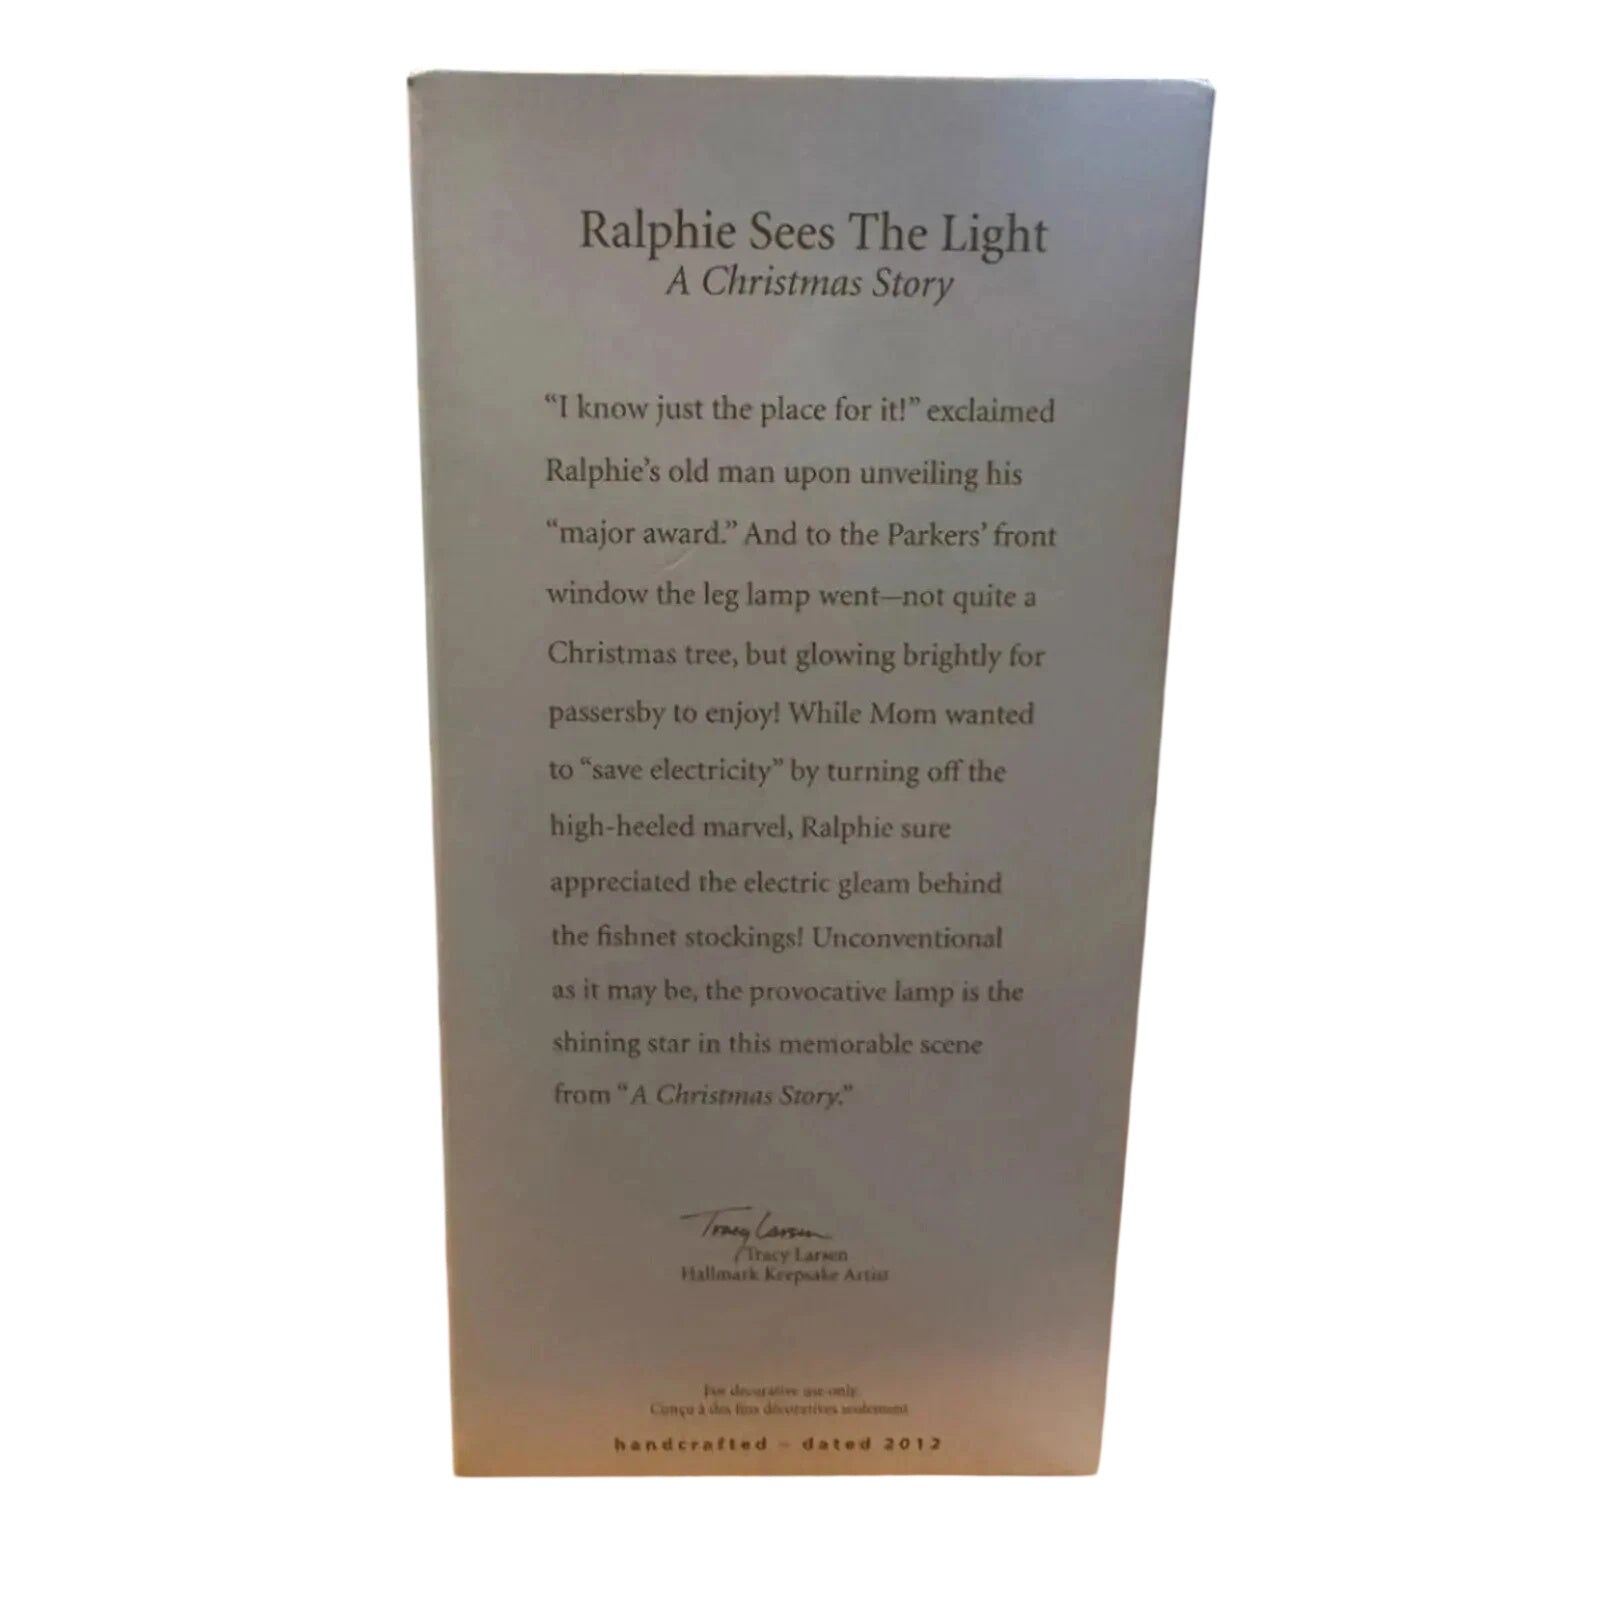 Ralphie Sees The Light
A Christmas Story
“I know just the place for it!” exclaimed
Ralphie’s old man upon unveiling his
“major award.” And to the Parkers’ front
window the leg lamp went—not quite a
Christmas tree, but glowing brightly for
passersby to enjoy! While Mom wanted
to “save electricity” by turning off the
high-heeled marvel, Ralphie sure
appreciated the electric gleam behind
the fishnet stockings! Unconventional
as it may be, the provocative lamp is the
shining star in this memorable scene
from “A Christmas Story.”
Tracy Larsen
Tracy Larsen
Hallmark Keepsake Artist
For decorative use only.
Conçu à des fins décoratives seulement
handcrafted – dated 2012